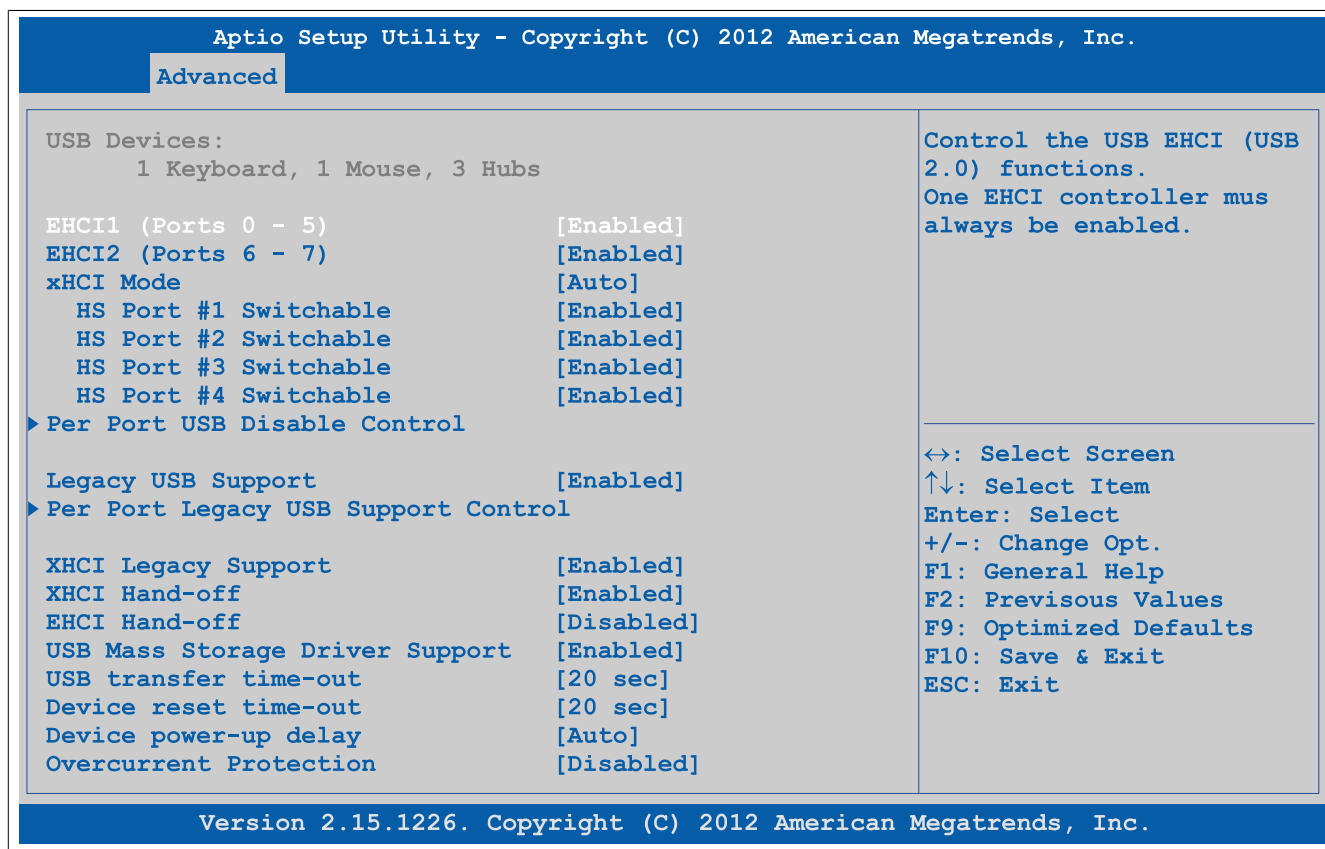 Aptio Setup Utility - Copyright (C) 2012 American Megatrends, Inc.
Advanced
USB Devices:
1 Keyboard, 1 Mouse, 3 Hubs
EHCI1 (Ports 0 - 5) [Enabled]
EHCI2 (Ports 6 - 7) [Enabled]
xHCI Mode [Auto]
HS Port #1 Switchable [Enabled]
HS Port #2 Switchable [Enabled]
HS Port #3 Switchable [Enabled]
HS Port #4 Switchable [Enabled]
Per Port USB Disable Control
Legacy USB Support [Enabled]
Per Port Legacy USB Support Control
XHCI Legacy Support [Enabled]
XHCI Hand-off [Enabled]
EHCI Hand-off [Disabled]
USB Mass Storage Driver Support [Enabled]
USB transfer time-out [20 sec]
Device reset time-out [20 sec]
Device power-up delay [Auto]
Overcurrent Protection [Disabled]
Control the USB EHCI (USB
2.0) functions.
One EHCI controller mus
always be enabled.
↔: Select Screen
↑↓: Select Item
Enter: Select
+/-: Change Opt.
F1: General Help
F2: Previsous Values
F9: Optimized Defaults
F10: Save & Exit
ESC: Exit
Version 2.15.1226. Copyright (C) 2012 American Megatrends, Inc.